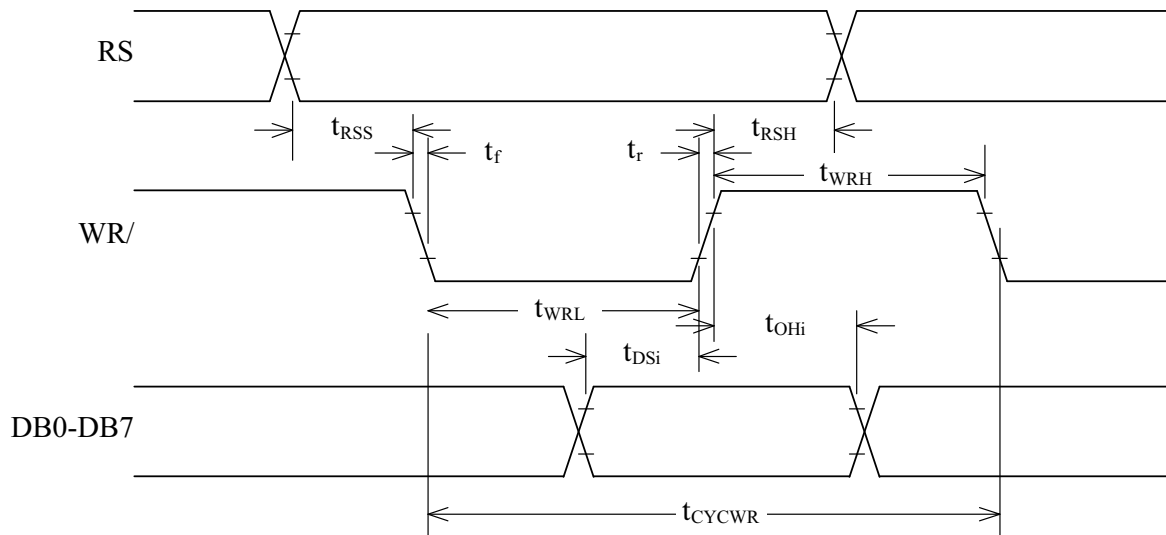 RS
tRSS
tRSH
tf
tr
tWRH
WR/
tWRL
tOHi
tDSi
DB0-DB7
tCYCWR